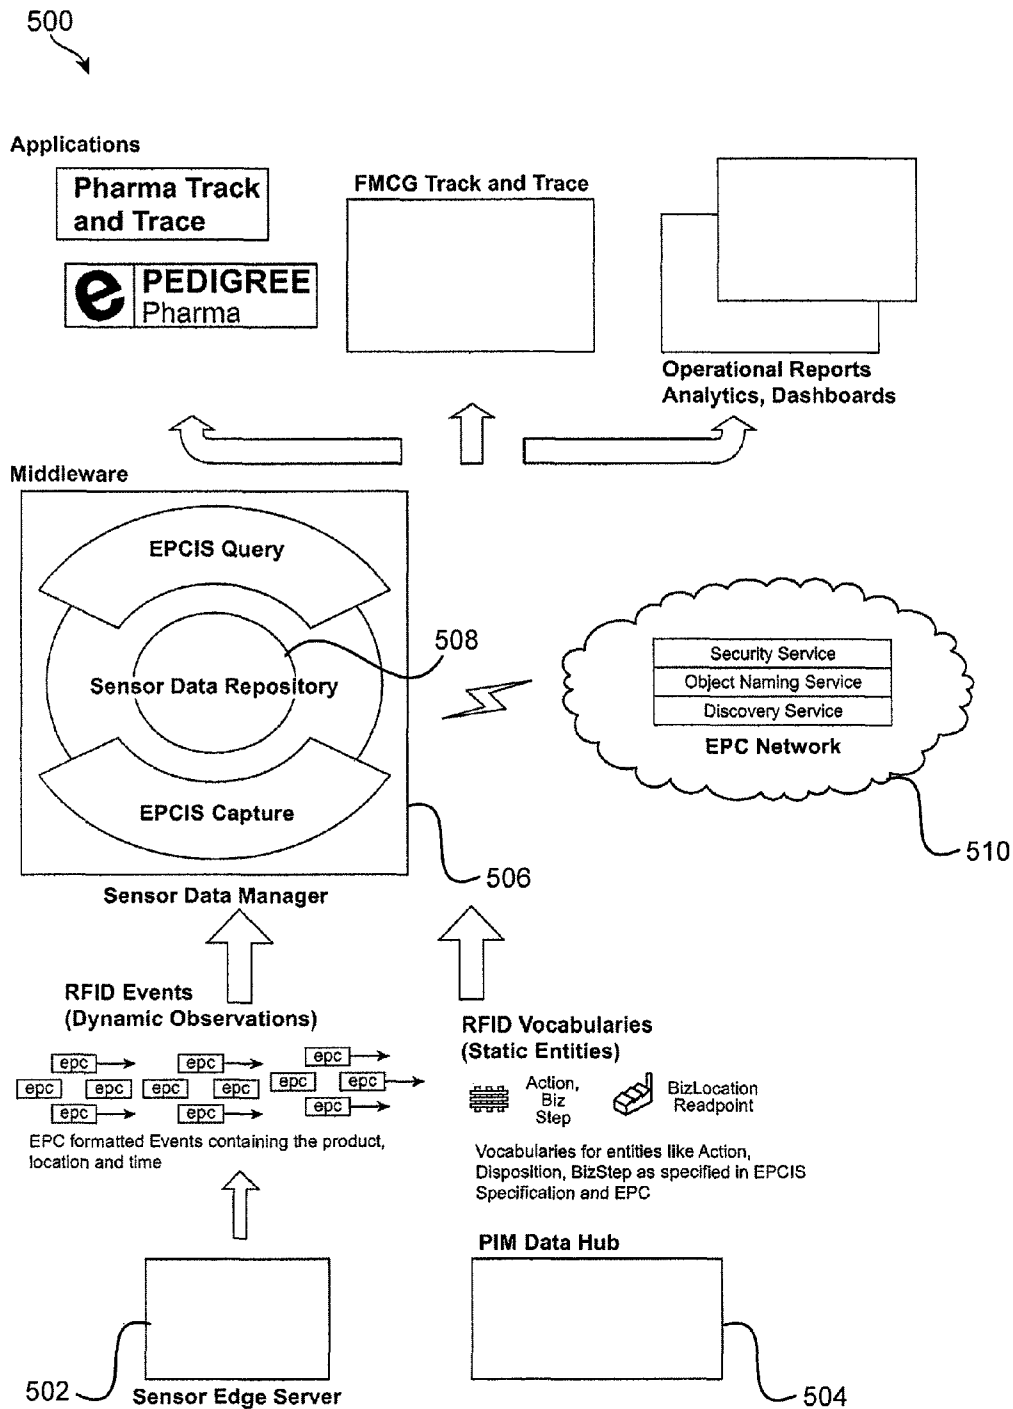 500
Applications
Pharma Track
and Trace
e PEDIGREE
Pharma
FMCG Track and Trace
Operational Reports
Analytics, Dashboards
Middleware
EPCIS Query
508
Sensor Data Repository
EPCIS Capture
506
Sensor Data Manager
Security Service
Object Naming Service
Discovery Service
EPC Network
510
RFID Events
(Dynamic Observations)
epc epc epc
epc epc epc epc epc epc
epc epc epc
EPC formatted Events containing the product,
location and time
RFID Vocabularies
(Static Entities)
Action,
Biz
Step
BizLocation
Readpoint
Vocabularies for entities like Action,
Disposition, BizStep as specified in EPCIS
Specification and EPC
PIM Data Hub
502
Sensor Edge Server
504